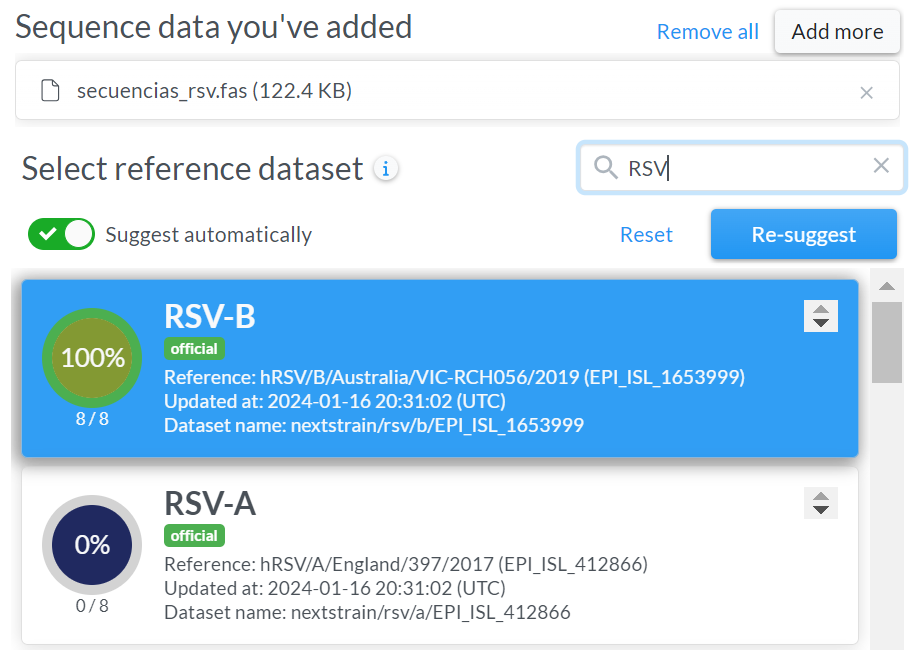 Sequence data you've added
Remove all
Add more
secuencias_rsv.fas (122.4 KB)
Select reference dataset
i
RSV
Suggest automatically
Reset
Re-suggest
100%
8 / 8
RSV-B
official
Reference: hRSV/B/Australia/VIC-RCH056/2019 (EPI_ISL_1653999)
Updated at: 2024-01-16 20:31:02 (UTC)
Dataset name: nextstrain/rsv/b/EPI_ISL_1653999
0%
0 / 8
RSV-A
official
Reference: hRSV/A/England/397/2017 (EPI_ISL_412866)
Updated at: 2024-01-16 20:31:02 (UTC)
Dataset name: nextstrain/rsv/a/EPI_ISL_412866